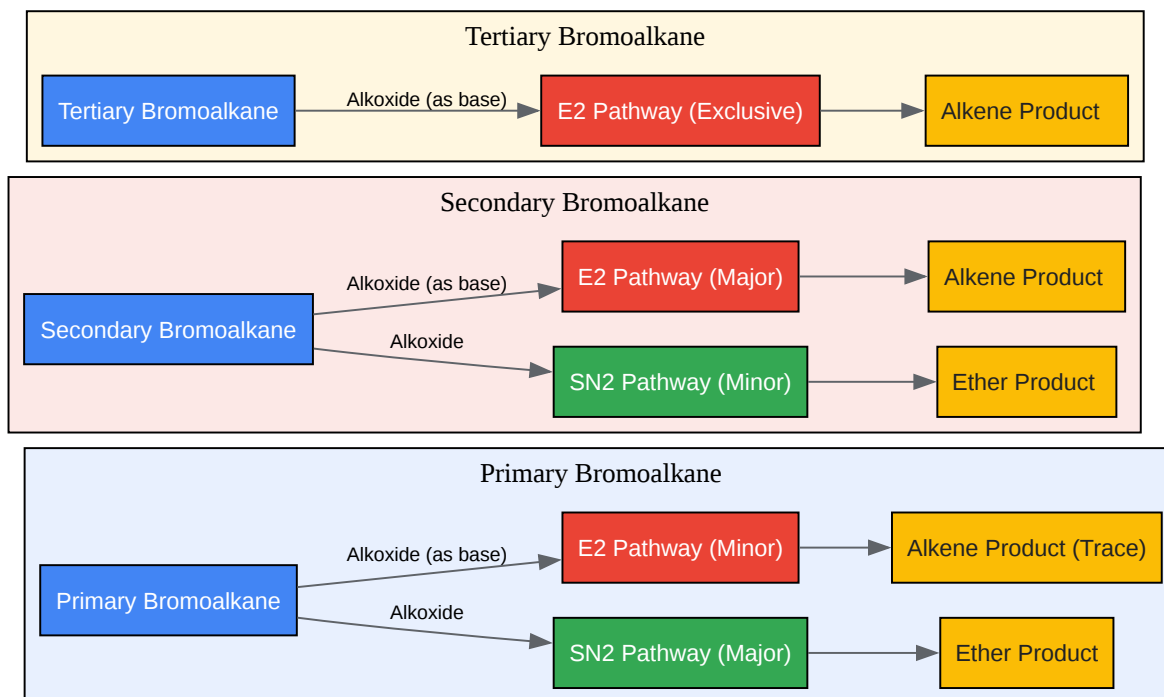 Tertiary Bromoalkane
Tertiary Bromoalkane
Alkoxide (as base)
E2 Pathway (Exclusive)
Alkene Product
Secondary Bromoalkane
Secondary Bromoalkane
Alkoxide (as base)
E2 Pathway (Major)
Alkene Product
Alkoxide
SN2 Pathway (Minor)
Ether Product
Primary Bromoalkane
Primary Bromoalkane
Alkoxide (as base)
E2 Pathway (Minor)
Alkene Product (Trace)
Alkoxide
SN2 Pathway (Major)
Ether Product